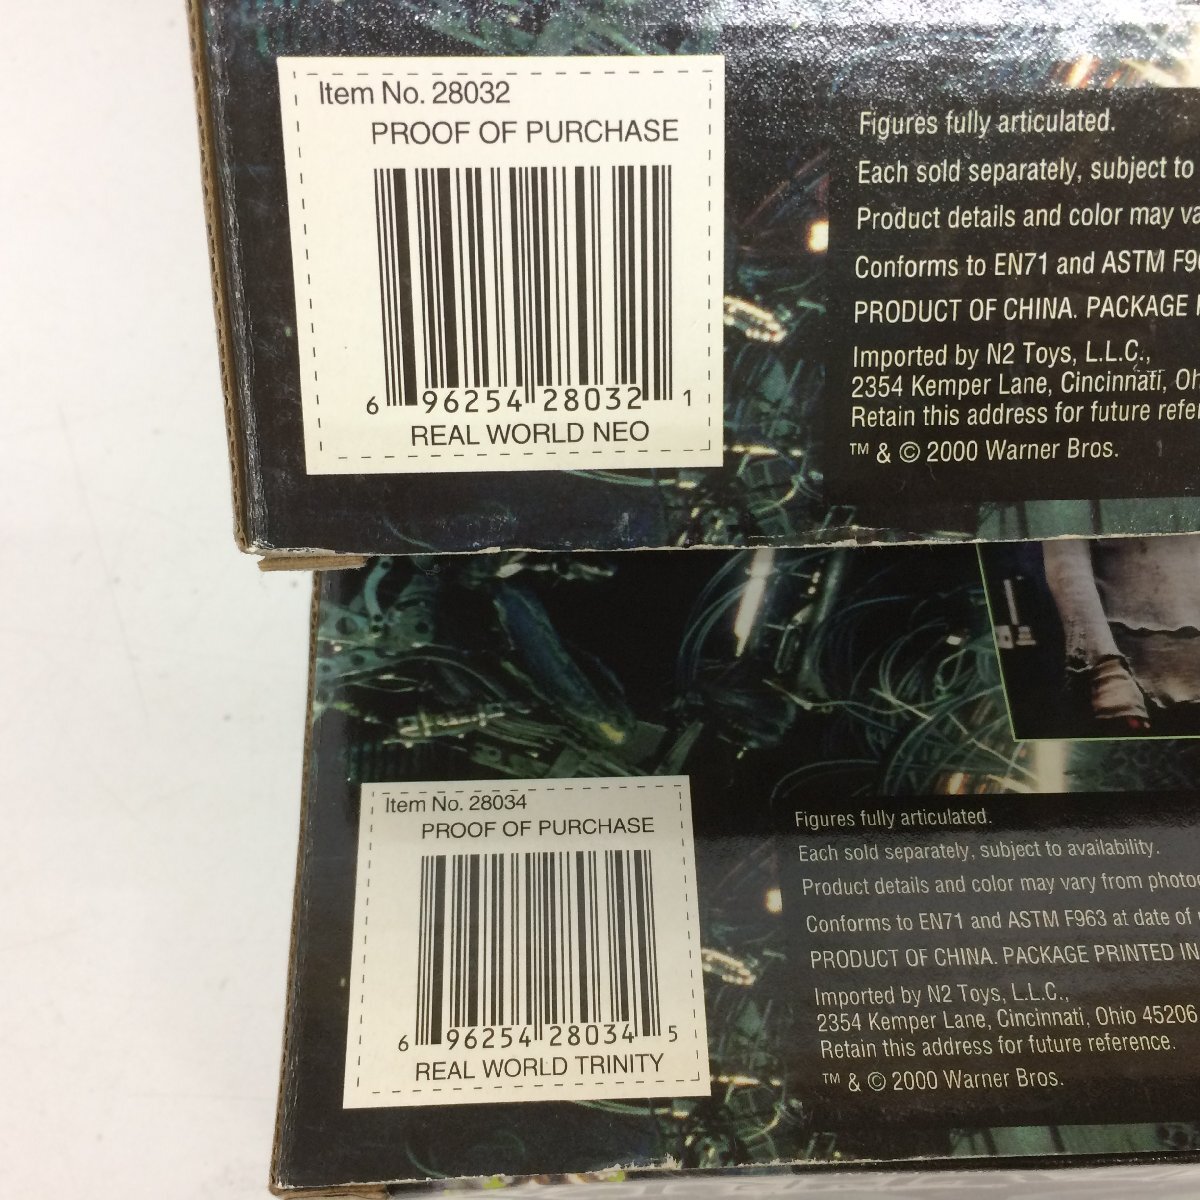 Item No. 28032
PROOF OF PURCHASE
6 96254 28032 1
REAL WORLD NEO
Figures fully articulated.
Each sold separately, subject to
Product details and color may
Conforms to EN71 and ASTM
PRODUCT OF CHINA. PACKAGE
Imported by N2 Toys, L.L.C.,
2354 Kemper Lane, Cincinnati,
Retain this address for future
™ & © 2000 Warner Bros.
Item No. 28034
PROOF OF PURCHASE
6 96254 28034 5
REAL WORLD TRINITY
Figures fully articulated.
Each sold separately, subject to availability.
Product details and color may vary from
Conforms to EN71 and ASTM F963 at date of
PRODUCT OF CHINA. PACKAGE PRINTED IN
Imported by N2 Toys, L.L.C.,
2354 Kemper Lane, Cincinnati, Ohio 45206
Retain this address for future reference.
™ & © 2000 Warner Bros.